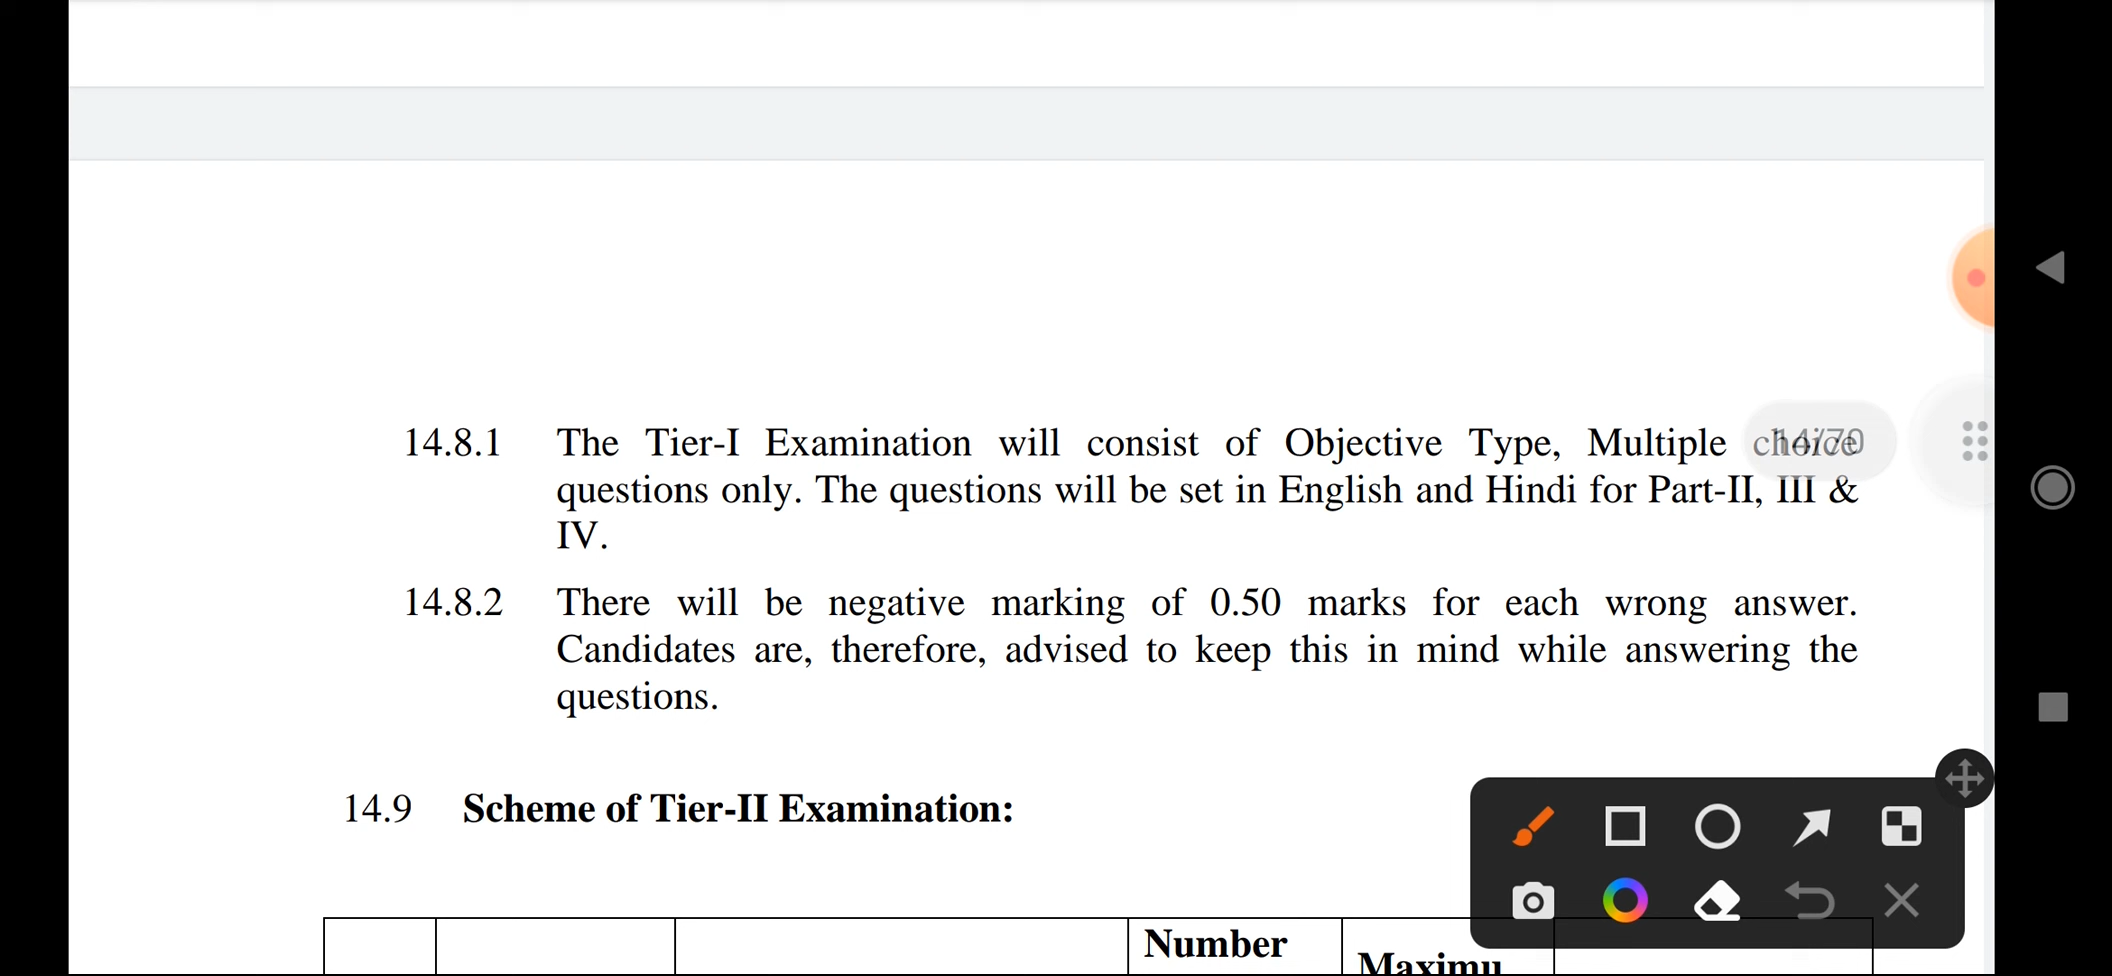 14.8.1 The Tier-I Examination will consist of Objective Type, Multiple choice
14/70
questions only. The questions will be set in English and Hindi for Part-II, III &
IV.
14.8.2 There will be negative marking of 0.50 marks for each wrong answer.
Candidates are, therefore, advised to keep this in mind while answering the
questions.
14.9 Scheme of Tier-II Examination:
Number
Maximu